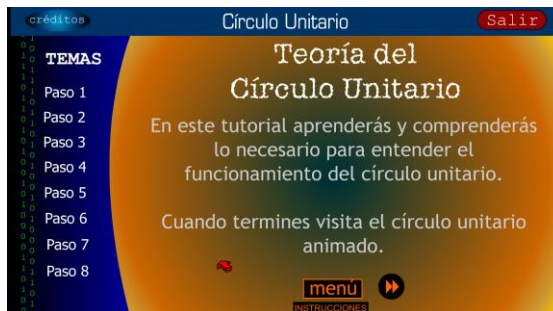 créditos
Círculo Unitario
Salir
TEMAS
Paso 1
Paso 2
Paso 3
Paso 4
Paso 5
Paso 6
Paso 7
Paso 8
Teoría del
Círculo Unitario
En este tutorial aprenderás y comprenderás
lo necesario para entender el
funcionamiento del círculo unitario.
Cuando termines visita el círculo unitario
animado.
menú
INSTRUCCIONES